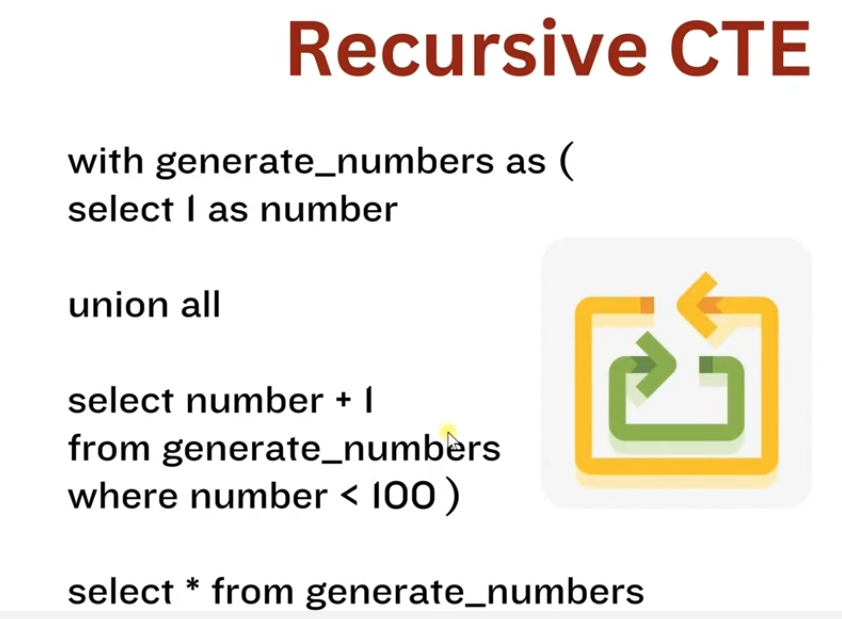 Recursive CTE
with generate_numbers as (
select 1 as number
union all
select number + 1
from generate_numbers
where number < 100 )
select * from generate_numbers